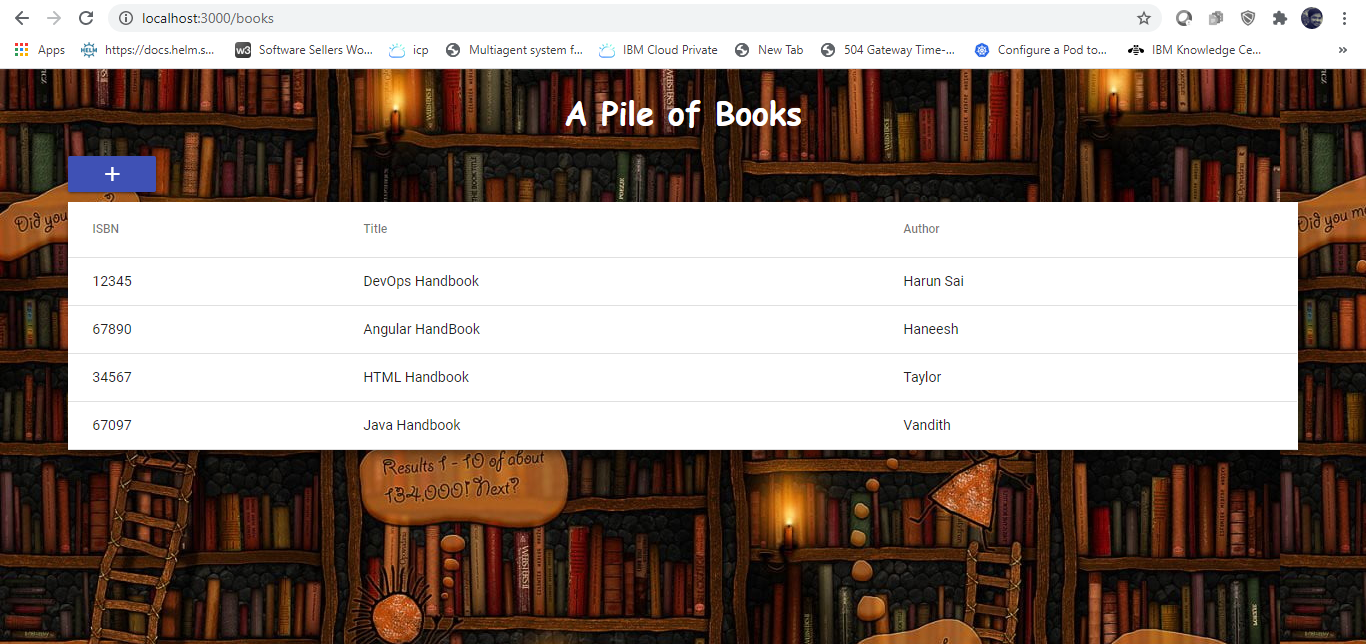 localhost:3000/books
Apps https://docs.helm.s... Software Sellers Wo... icp Multiagent system f... IBM Cloud Private New Tab 504 Gateway Time-... Configure a Pod to... IBM Knowledge Ce... »
A Pile of Books
+
Did you
Did you m
ISBN Title Author
12345 DevOps Handbook Harun Sai
67890 Angular HandBook Haneesh
34567 HTML Handbook Taylor
67097 Java Handbook Vandith
Results 1 - 10 of about
134,000! Next?